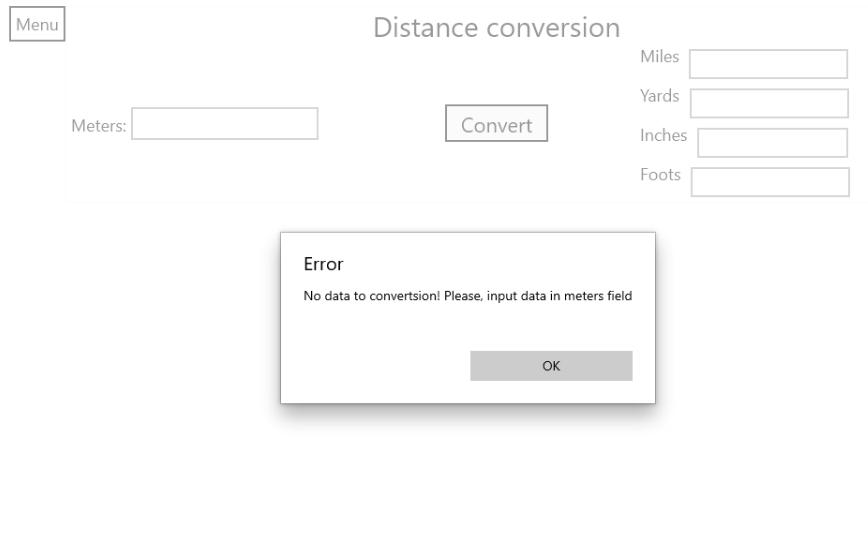 Menu
Distance conversion
Miles
Yards
Meters:
Convert
Inches
Foots
Error
No data to convertsion! Please, input data in meters field
OK